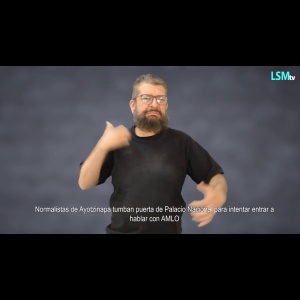 LSMtv
Normalistas de Ayotzinapa tumban puerta de Palacio Nacional para intentar entrar a
hablar con AMLO